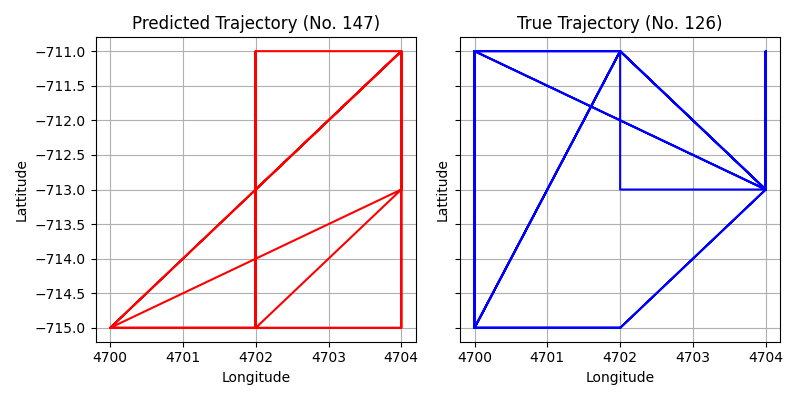 Predicted Trajectory (No. 147)
True Trajectory (No. 126)
Lattitude
−711.0
−711.5
−712.0
−712.5
−713.0
−713.5
−714.0
−714.5
−715.0
4700 4701 4702 4703 4704
Longitude
Lattitude
4700 4701 4702 4703 4704
Longitude